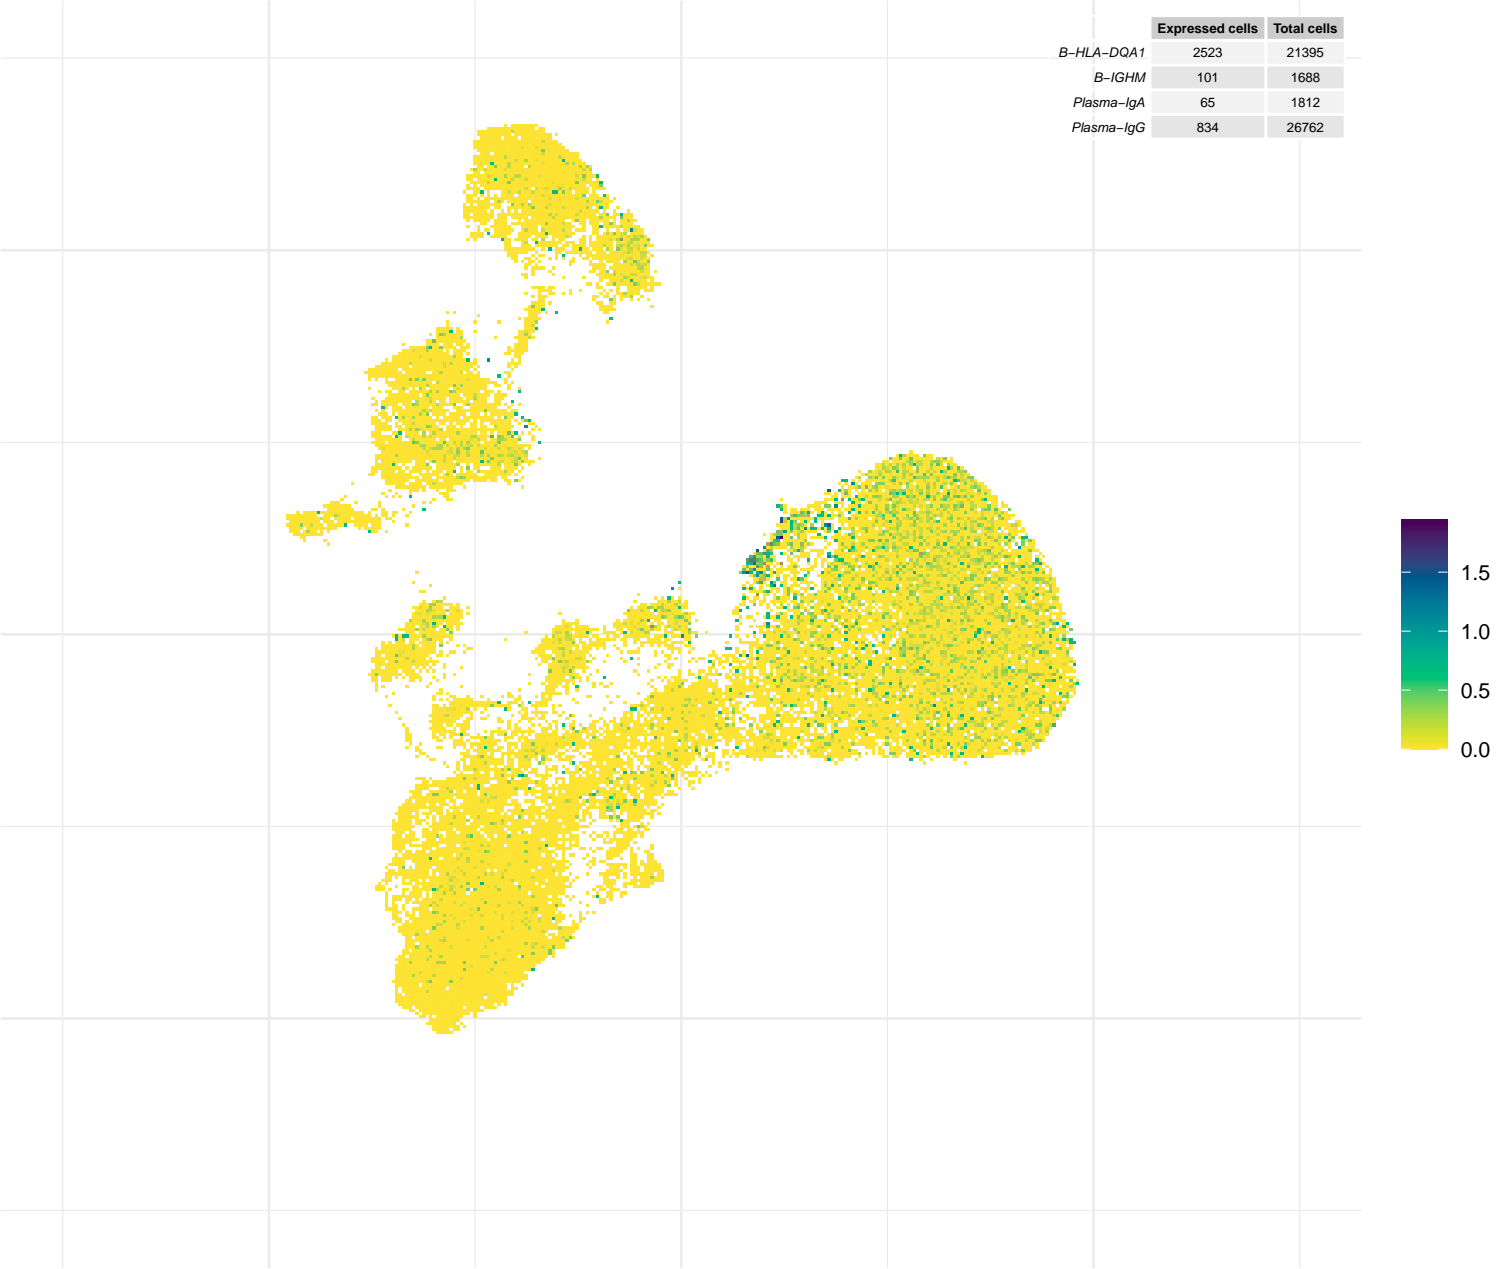 Expressed cells Total cells
B−HLA−DQA1 2523 21395
B−IGHM 101 1688
Plasma−IgA 65 1812
Plasma−IgG 834 26762
1.5
1.0
0.5
0.0